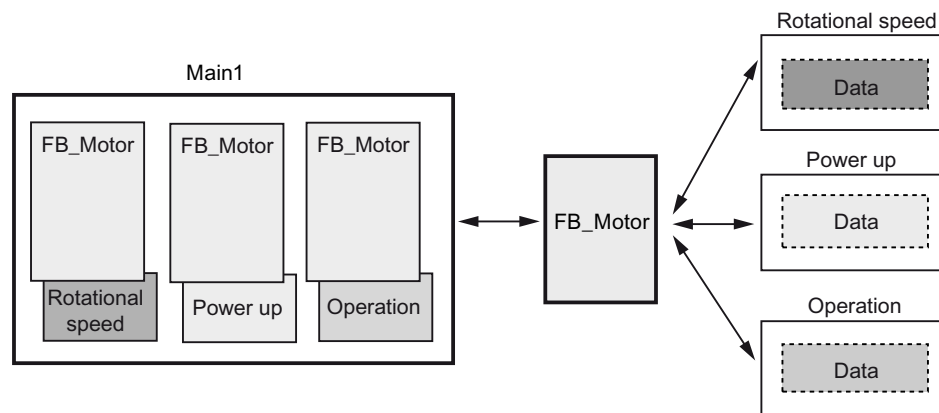 Main1
FB_Motor
FB_Motor
FB_Motor
Rotational
speed
Power up
Operation
FB_Motor
Rotational speed
Data
Power up
Data
Operation
Data